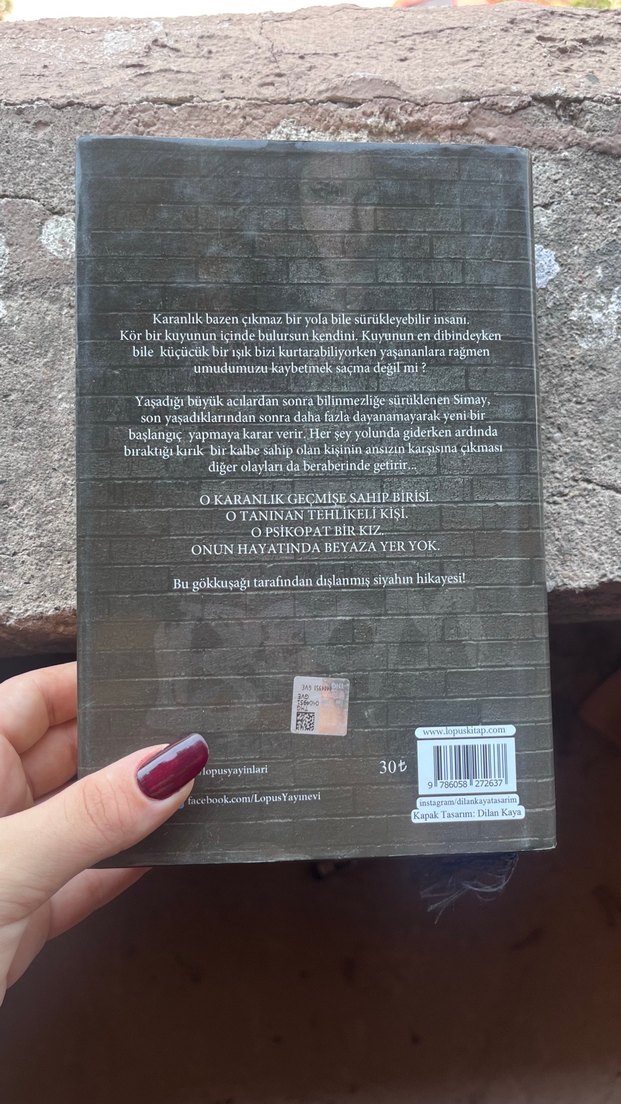 Karanlık bazen çıkmaz bir yola bile sürükleyebilir insanı.
Kör bir kuyunun içinde bulursun kendini. Kuyunun en dibindeyken
bile küçücük bir ışık bizi kurtarabiliyorken yaşananlara rağmen
umudumuzu kaybetmek saçma değil mi ?
Yaşadığı büyük acılardan sonra bilinmezliğe sürüklenen Simay,
son yaşadıklarından sonra daha fazla dayanamayarak yeni bir
başlangıç yapmaya karar verir. Her şey yolunda giderken ardında
bıraktığı kırık bir kalbe sahip olan kişinin ansızın karşısına çıkması
diğer olayları da beraberinde getirir...
O KARANLIK GEÇMİŞE SAHİP BİRİSİ.
O TANINAN TEHLİKELİ KİŞİ.
O PSİKOPAT BİR KIZ.
ONUN HAYATINDA BEYAZA YER YOK.
Bu gökkuşağı tarafından dışlanmış siyahın hikayesi!
www.lopuskitap.com
/lopusyayinlari
30₺
9 786058 272637
facebook.com/LopusYayınevi
instagram/dilankayatasarim
Kapak Tasarım: Dilan Kaya